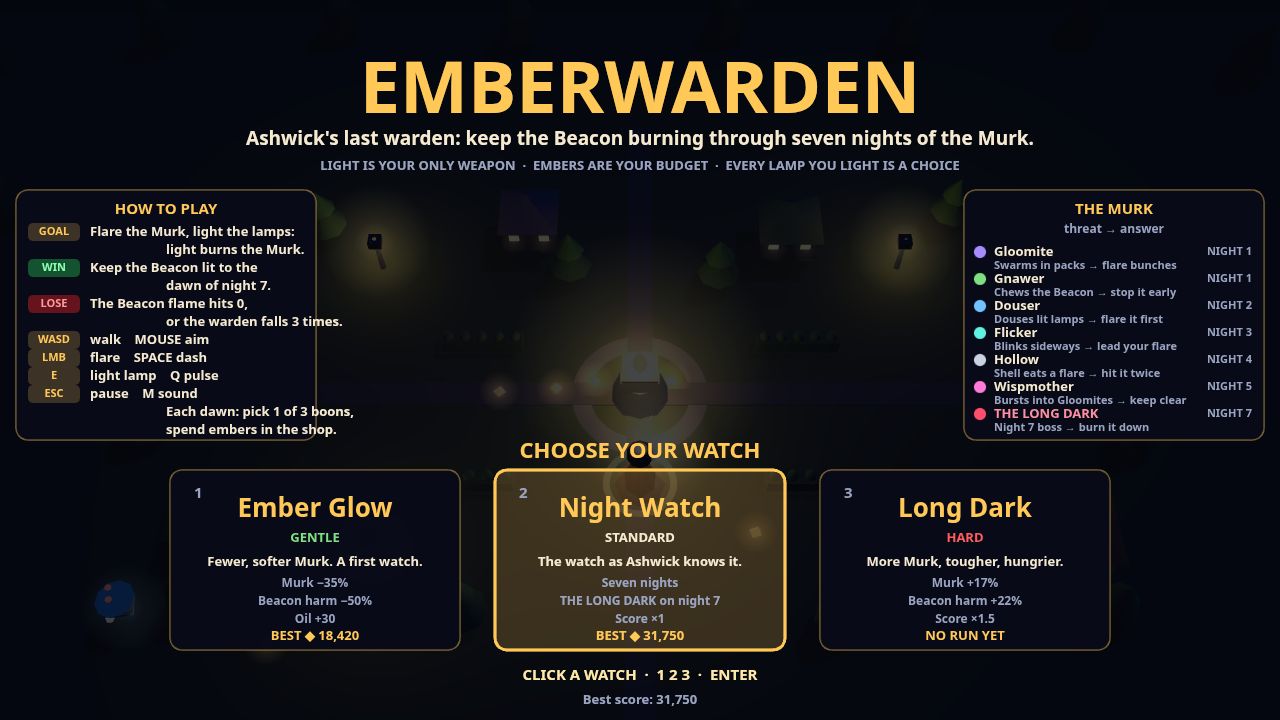 EMBERWARDEN
Ashwick's last warden: keep the Beacon burning through seven nights of the Murk.
LIGHT IS YOUR ONLY WEAPON · EMBERS ARE YOUR BUDGET · EVERY LAMP YOU LIGHT IS A CHOICE
HOW TO PLAY
GOAL Flare the Murk, light the lamps:
light burns the Murk.
WIN Keep the Beacon lit to the
dawn of night 7.
LOSE The Beacon flame hits 0,
or the warden falls 3 times.
WASD walk MOUSE aim
LMB flare SPACE dash
E light lamp Q pulse
ESC pause M sound
Each dawn: pick 1 of 3 boons,
spend embers in the shop.
THE MURK
threat → answer
Gloomite NIGHT 1
Swarms in packs → flare bunches
Gnawer NIGHT 1
Chews the Beacon → stop it early
Douser NIGHT 2
Douses lit lamps → flare it first
Flicker NIGHT 3
Blinks sideways → lead your flare
Hollow NIGHT 4
Shell eats a flare → hit it twice
Wispmother NIGHT 5
Bursts into Gloomites → keep clear
THE LONG DARK NIGHT 7
Night 7 boss → burn it down
CHOOSE YOUR WATCH
1
Ember Glow
GENTLE
Fewer, softer Murk. A first watch.
Murk −35%
Beacon harm −50%
Oil +30
BEST ◆ 18,420
2
Night Watch
STANDARD
The watch as Ashwick knows it.
Seven nights
THE LONG DARK on night 7
Score ×1
BEST ◆ 31,750
3
Long Dark
HARD
More Murk, tougher, hungrier.
Murk +17%
Beacon harm +22%
Score ×1.5
NO RUN YET
CLICK A WATCH · 1 2 3 · ENTER
Best score: 31,750